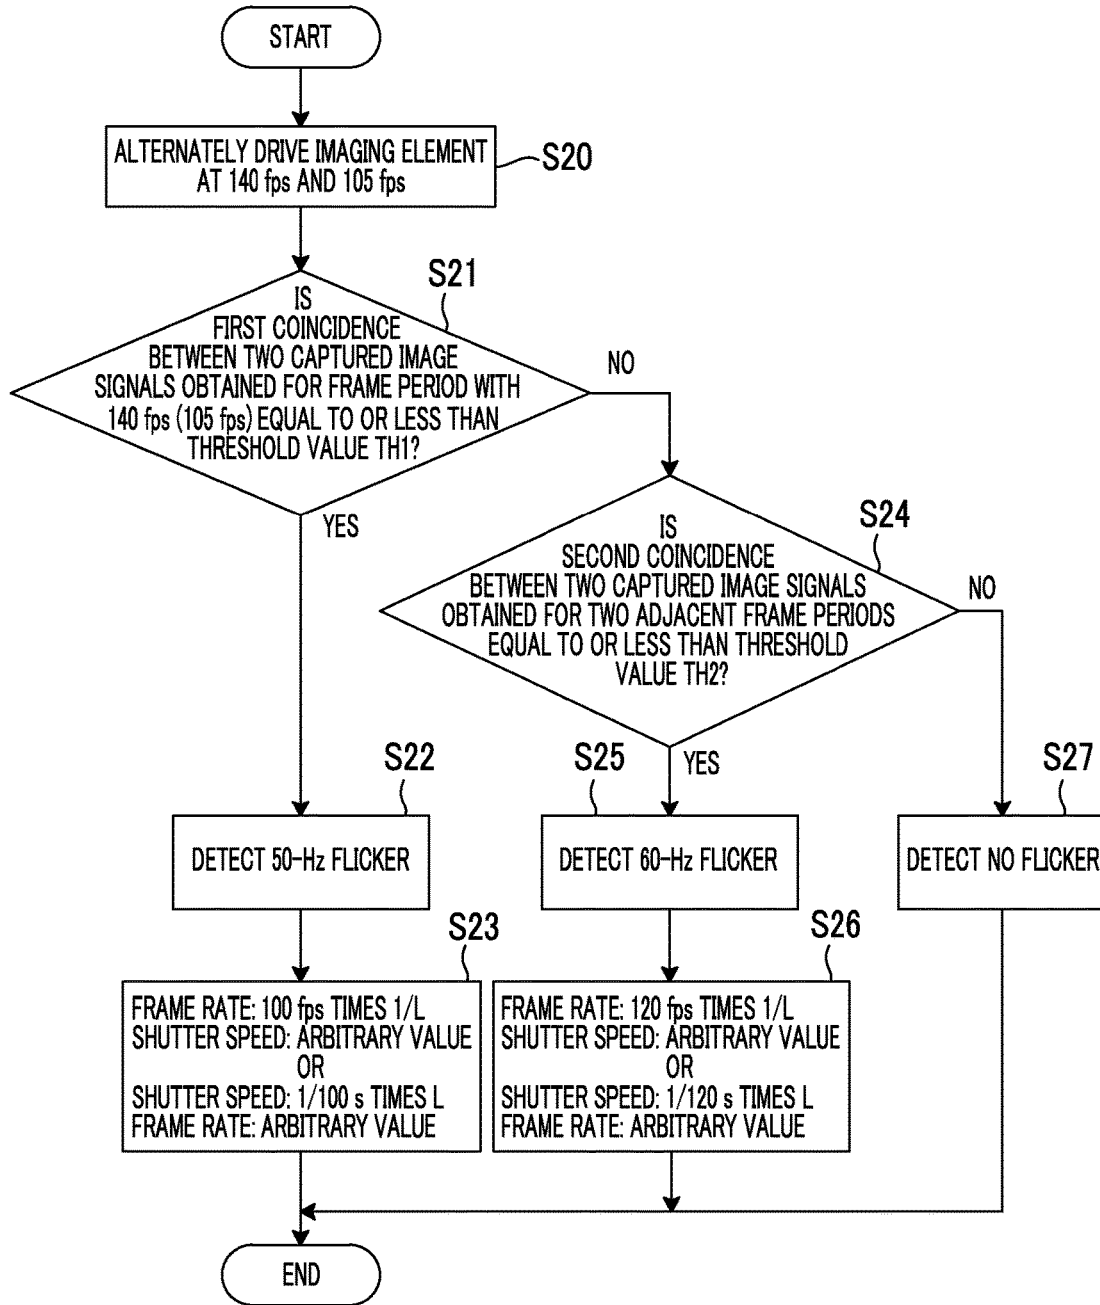 START
ALTERNATELY DRIVE IMAGING ELEMENT
AT 140 fps AND 105 fps
S20
S21
IS
FIRST COINCIDENCE
BETWEEN TWO CAPTURED IMAGE
SIGNALS OBTAINED FOR FRAME PERIOD WITH
140 fps (105 fps) EQUAL TO OR LESS THAN
THRESHOLD VALUE TH1?
NO
YES
S24
IS
SECOND COINCIDENCE
BETWEEN TWO CAPTURED IMAGE SIGNALS
OBTAINED FOR TWO ADJACENT FRAME PERIODS
EQUAL TO OR LESS THAN THRESHOLD
VALUE TH2?
NO
YES
S22
DETECT 50-Hz FLICKER
S25
DETECT 60-Hz FLICKER
S27
DETECT NO FLICKER
S23
FRAME RATE: 100 fps TIMES 1/L
SHUTTER SPEED: ARBITRARY VALUE
OR
SHUTTER SPEED: 1/100 s TIMES L
FRAME RATE: ARBITRARY VALUE
S26
FRAME RATE: 120 fps TIMES 1/L
SHUTTER SPEED: ARBITRARY VALUE
OR
SHUTTER SPEED: 1/120 s TIMES L
FRAME RATE: ARBITRARY VALUE
END